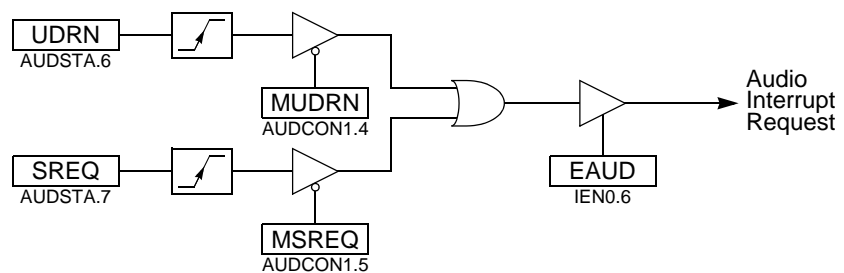 UDRN
AUDSTA.6
MUDRN
AUDCON1.4
SREQ
AUDSTA.7
MSREQ
AUDCON1.5
EAUD
IEN0.6
Audio
Interrupt
Request